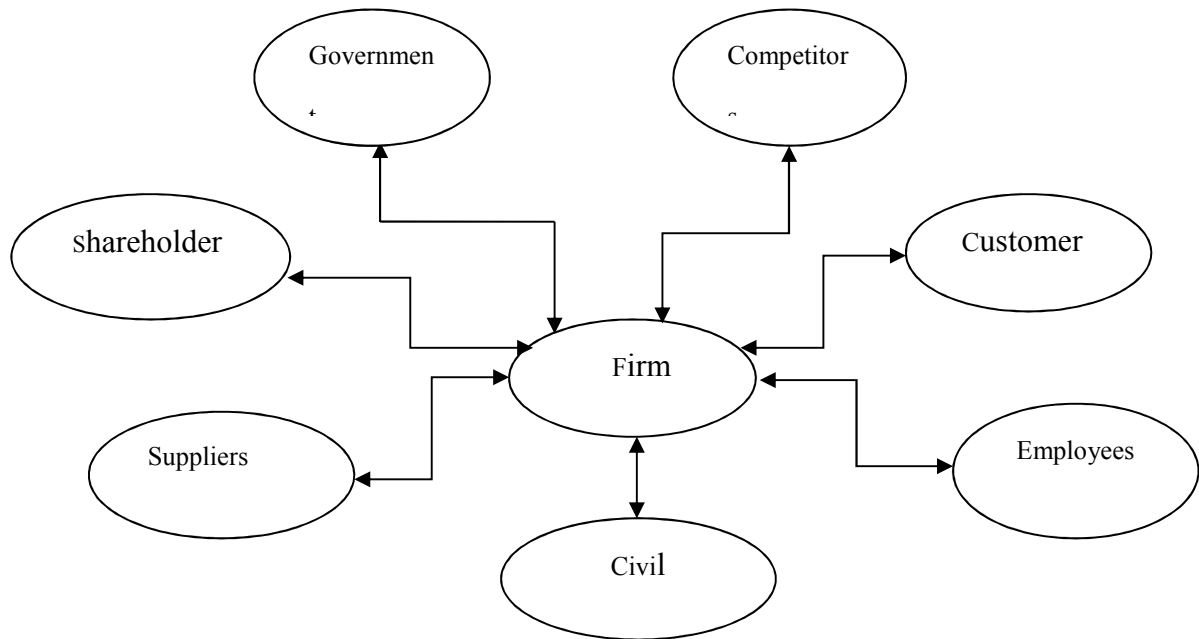 Governmen
t
Competitor
s
Shareholder
Customer
Firm
Suppliers
Employees
Civil